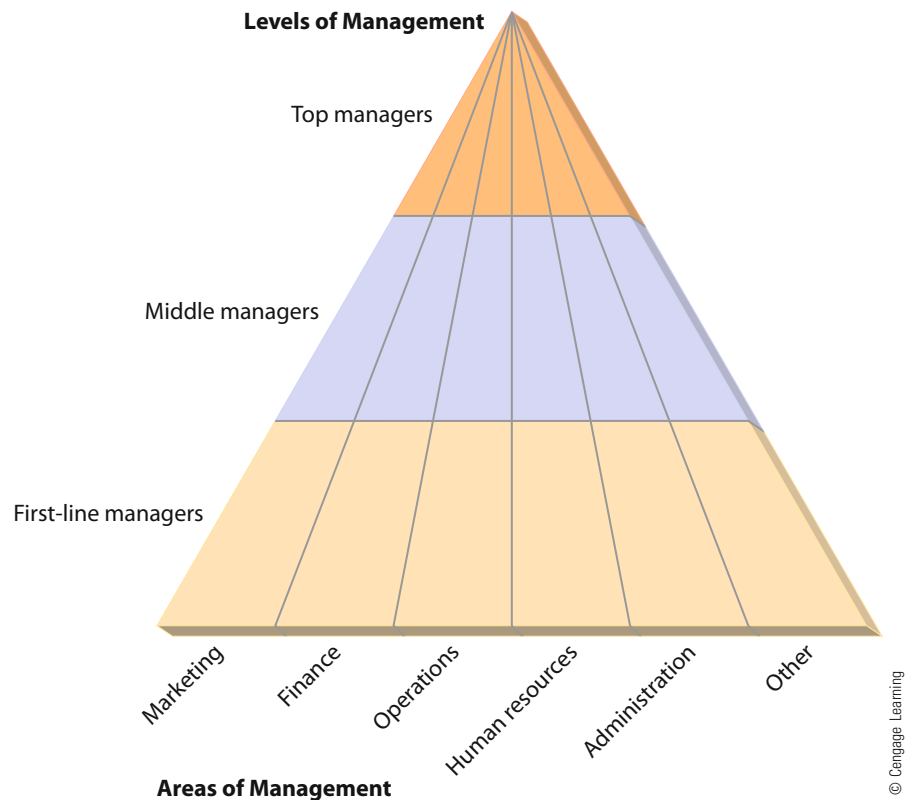 Levels of Management
Top managers
Middle managers
First-line managers
Marketing
Finance
Operations
Human resources
Administration
Other
Areas of Management
© Cengage Learning